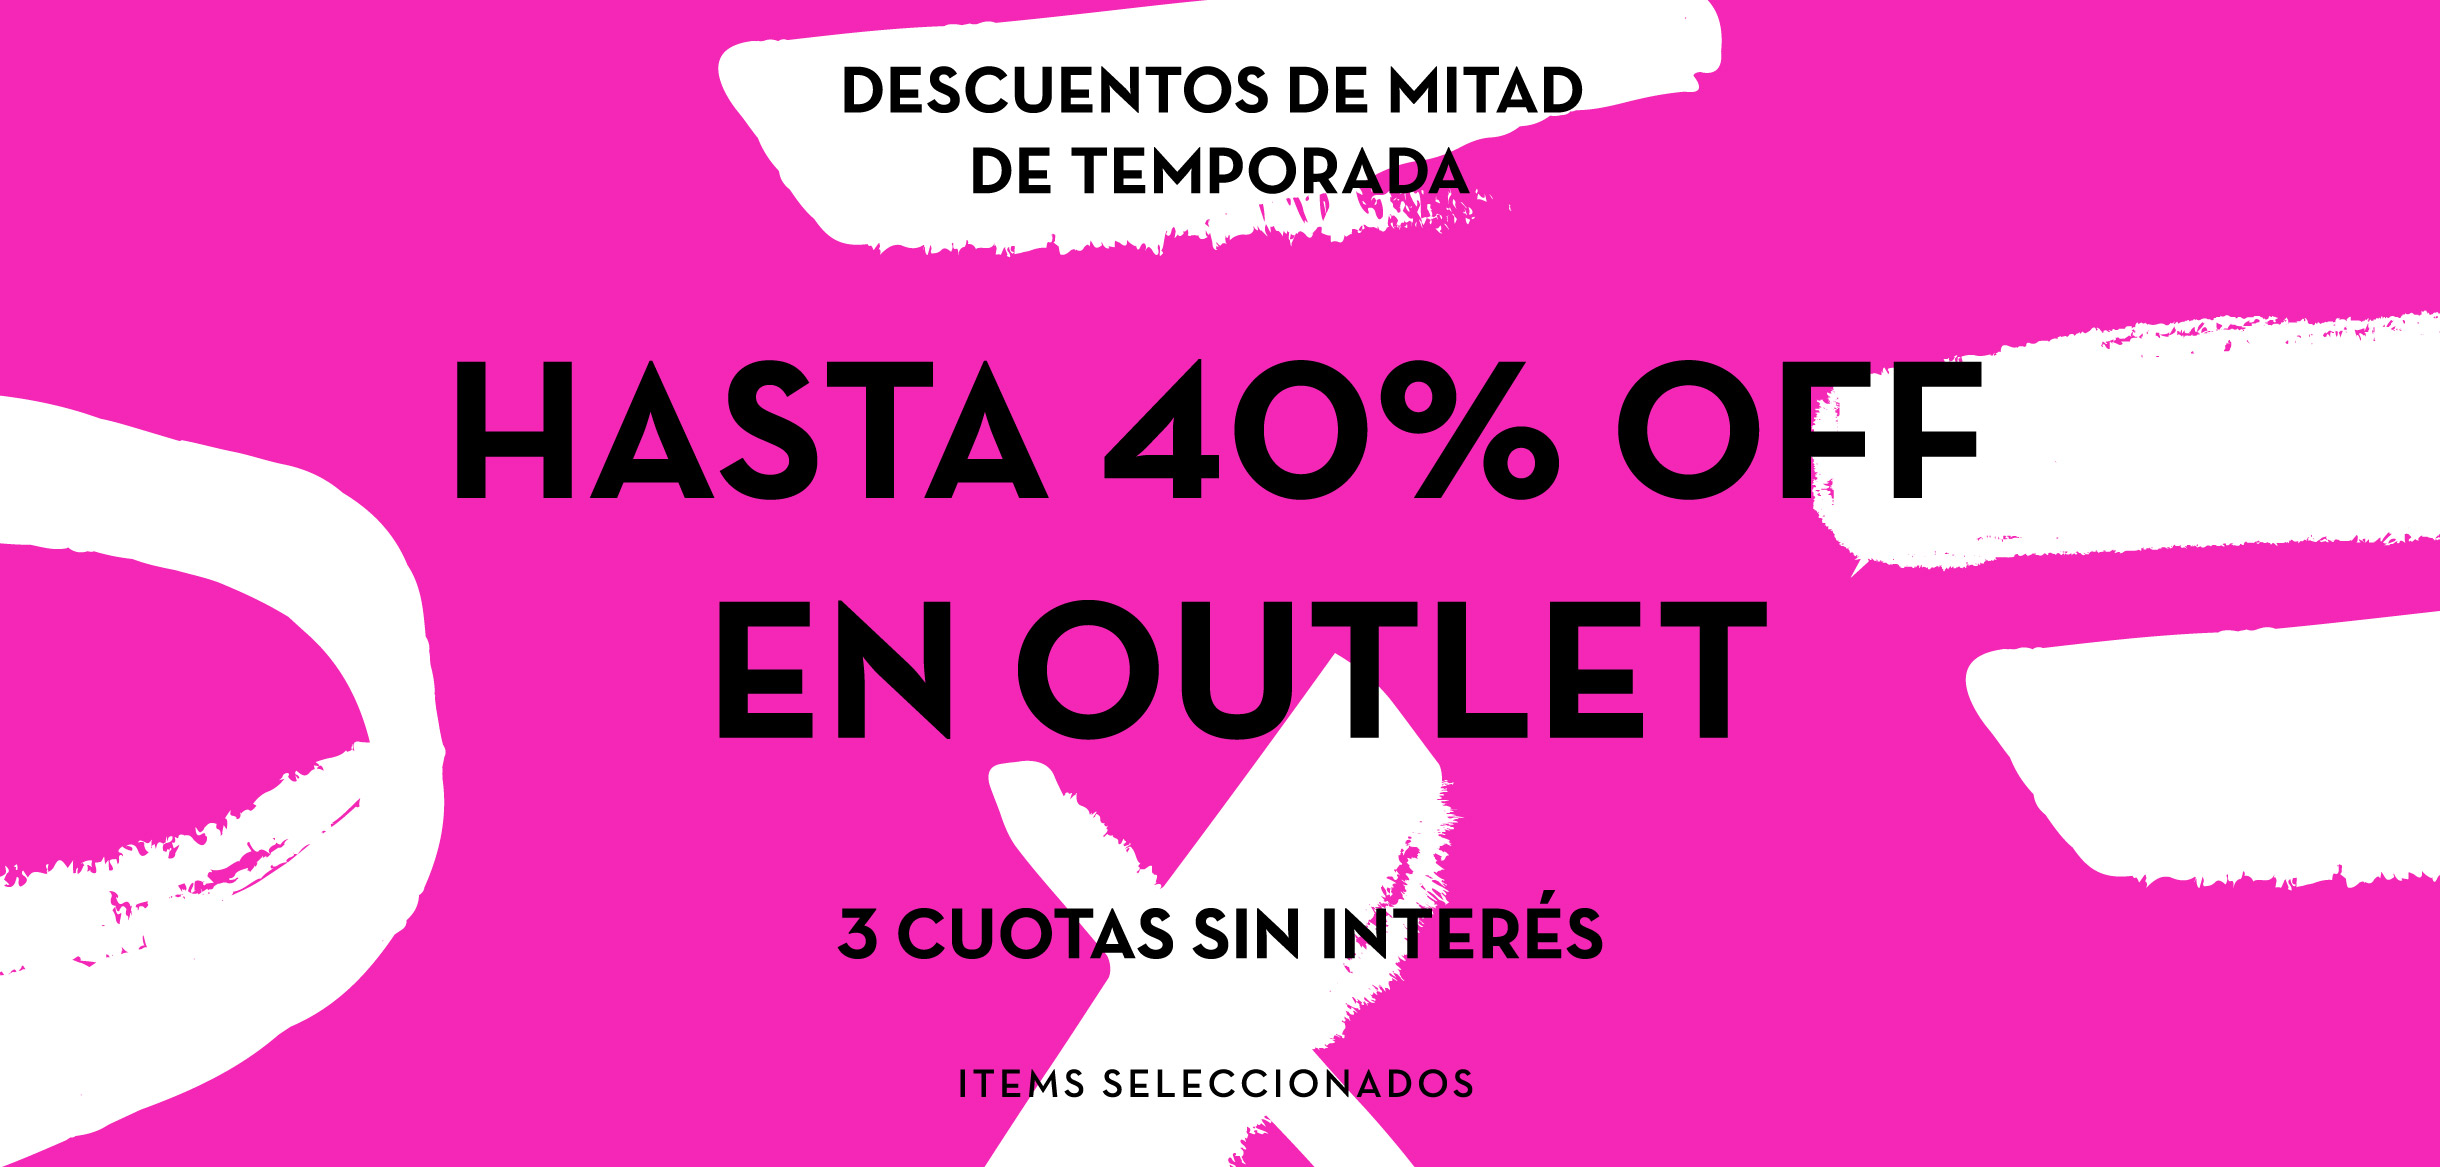 DESCUENTOS DE MITAD
DE TEMPORADA
HASTA 40% OFF
EN OUTLET
3 CUOTAS SIN INTERÉS
ITEMS SELECCIONADOS